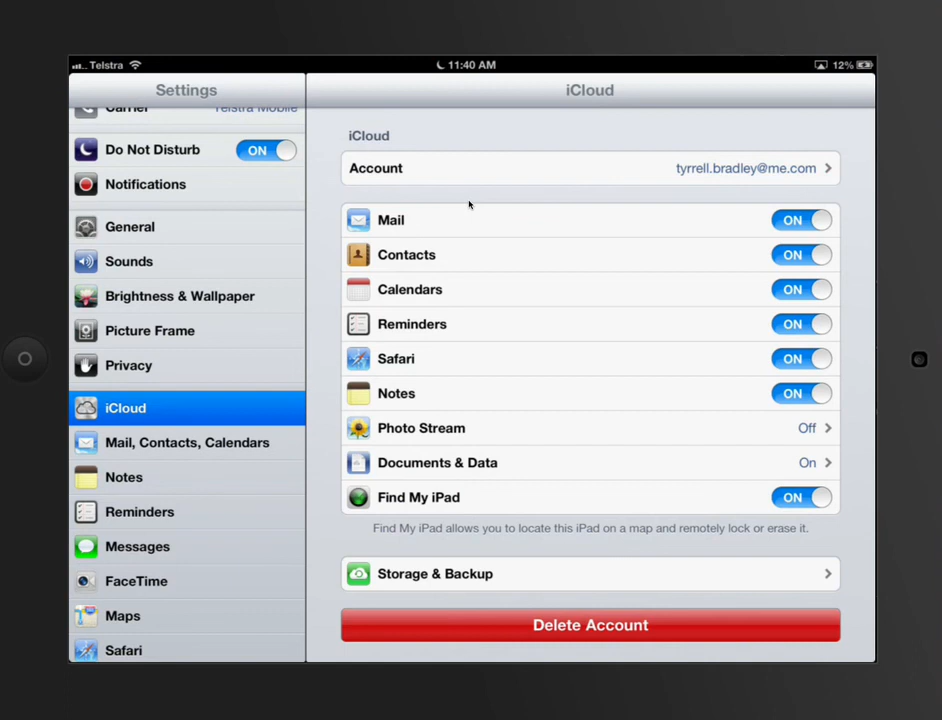 Telstra
11:40 AM
12%
Settings
iCloud
Carrier
Telstra Mobile
Do Not Disturb
ON
Notifications
General
Sounds
Brightness & Wallpaper
Picture Frame
Privacy
iCloud
Mail, Contacts, Calendars
Notes
Reminders
Messages
FaceTime
Maps
Safari
iCloud
Account
tyrrell.bradley@me.com
Mail
ON
Contacts
ON
Calendars
ON
Reminders
ON
Safari
ON
Notes
ON
Photo Stream
Off
Documents & Data
On
Find My iPad
ON
Find My iPad allows you to locate this iPad on a map and remotely lock or erase it.
Storage & Backup
Delete Account